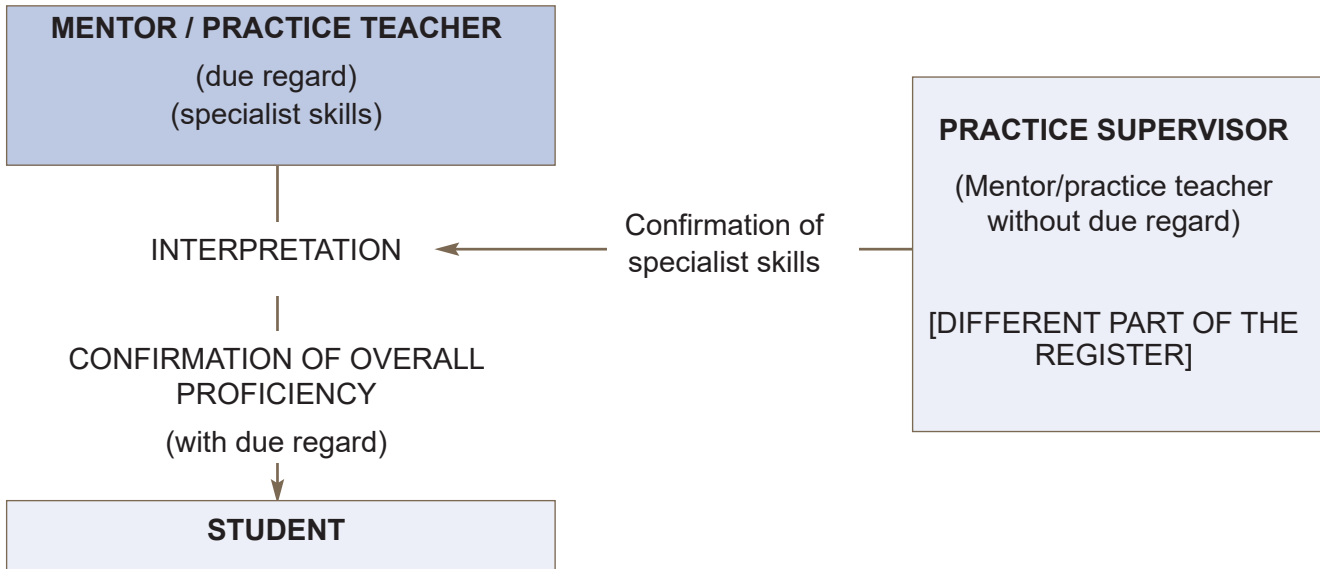 MENTOR / PRACTICE TEACHER
(due regard)
(specialist skills)
INTERPRETATION
CONFIRMATION OF OVERALL
PROFICIENCY
(with due regard)
STUDENT
Confirmation of
specialist skills
PRACTICE SUPERVISOR
(Mentor/practice teacher
without due regard)
[DIFFERENT PART OF THE
REGISTER]